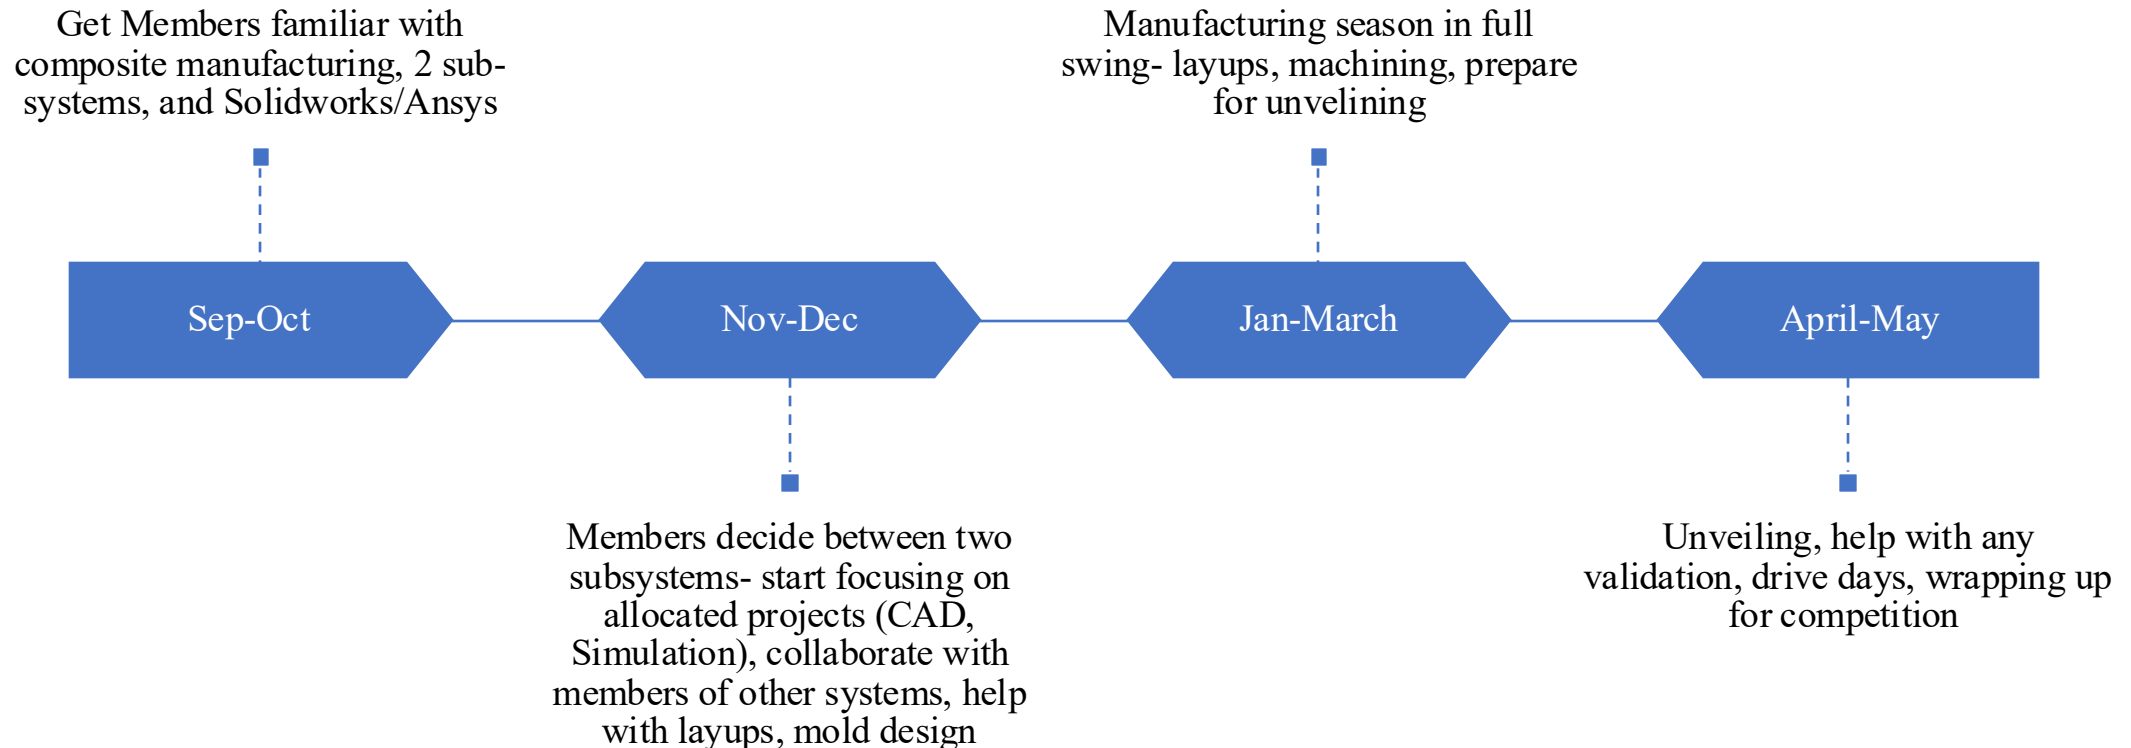 Get Members familiar with
composite manufacturing, 2 sub-
systems, and Solidworks/Ansys
Manufacturing season in full
swing- layups, machining, prepare
for unvelining
Sep-Oct
Nov-Dec
Jan-March
April-May
Members decide between two
subsystems- start focusing on
allocated projects (CAD,
Simulation), collaborate with
members of other systems, help
with layups, mold design
Unveiling, help with any
validation, drive days, wrapping up
for competition